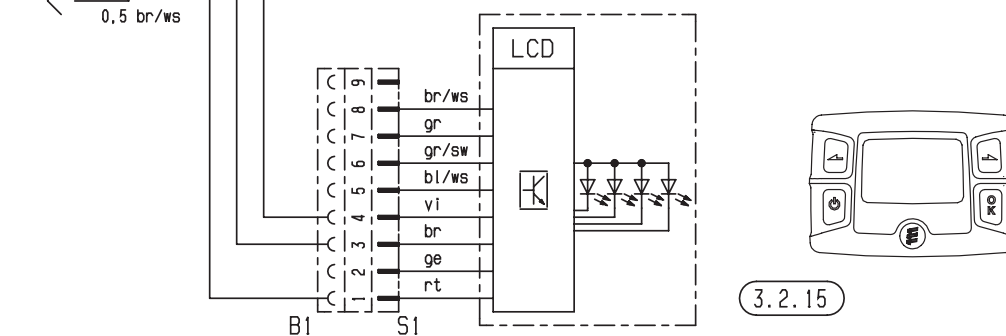 0,5 br/ws
LCD
9
8 br/ws
7 gr
6 gr/sw
5 bl/ws
4 vi
3 br
2 ge
1 rt
B1 S1
OK
3.2.15